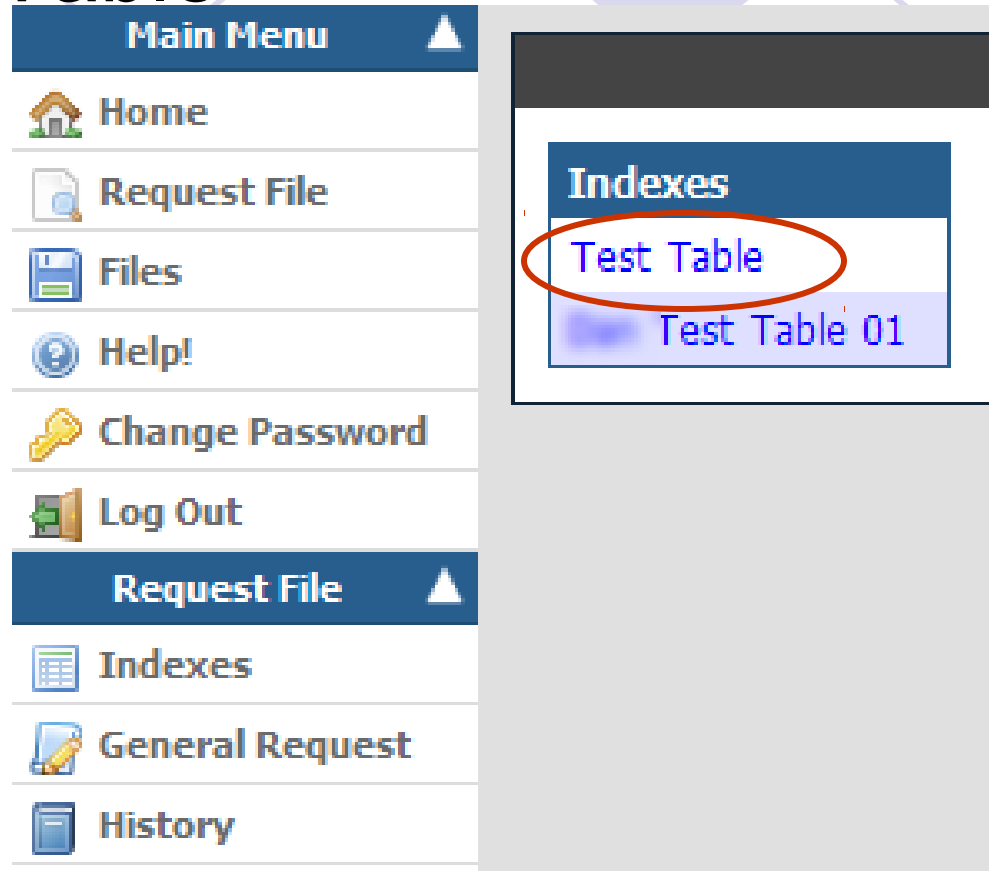 Main Menu
Home
Request File
Files
Help!
Change Password
Log Out
Request File
Indexes
General Request
History
Indexes
Test Table
Test Table 01